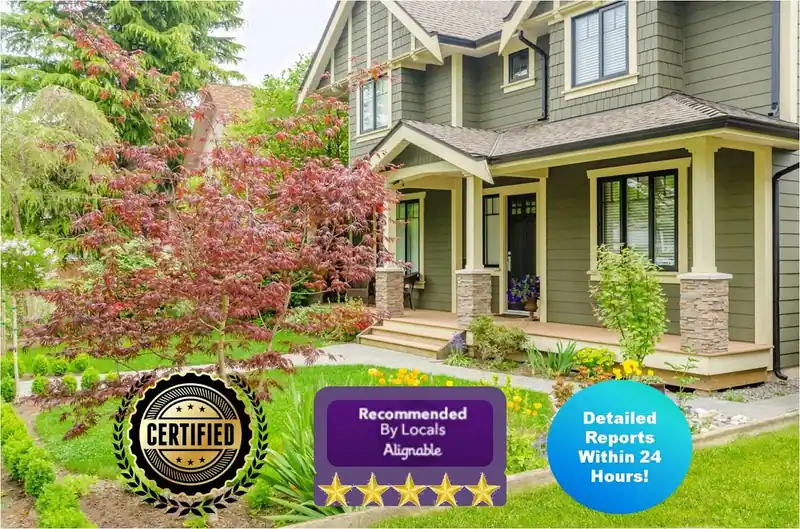 CERTIFIED
Recommended
By Locals
Alignable
Detailed
Reports
Within 24
Hours!